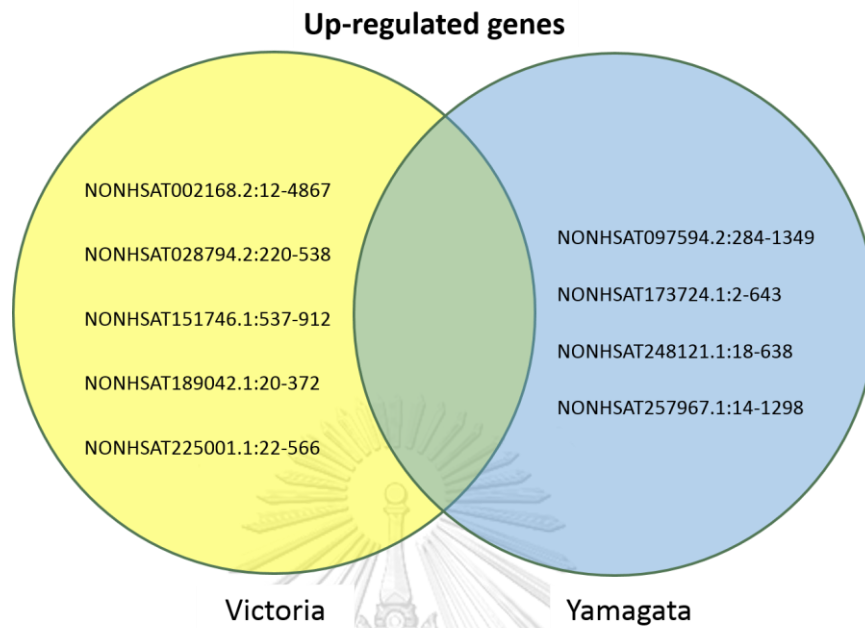 Up-regulated genes
NONHSAT002168.2:12-4867
NONHSAT028794.2:220-538
NONHSAT151746.1:537-912
NONHSAT189042.1:20-372
NONHSAT225001.1:22-566
NONHSAT097594.2:284-1349
NONHSAT173724.1:2-643
NONHSAT248121.1:18-638
NONHSAT257967.1:14-1298
Victoria
Yamagata